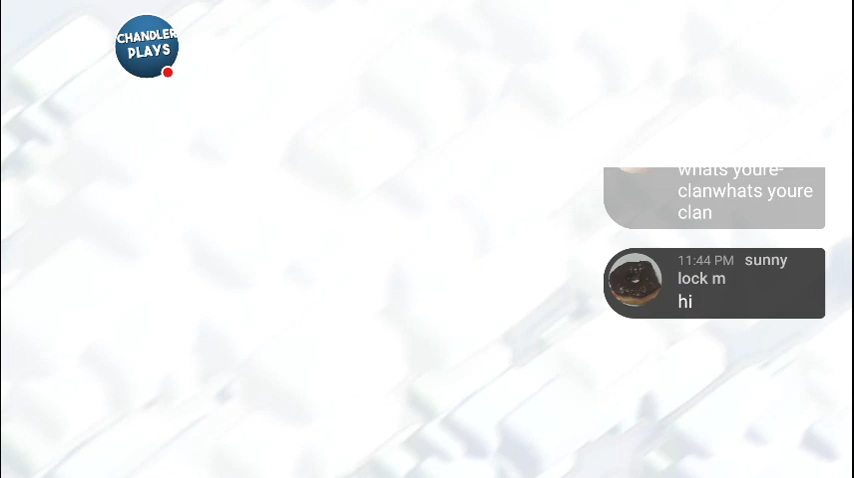 CHANDLER
PLAYS
whats youre-
clanwhats youre
clan
11:44 PM sunny
lock m
hi